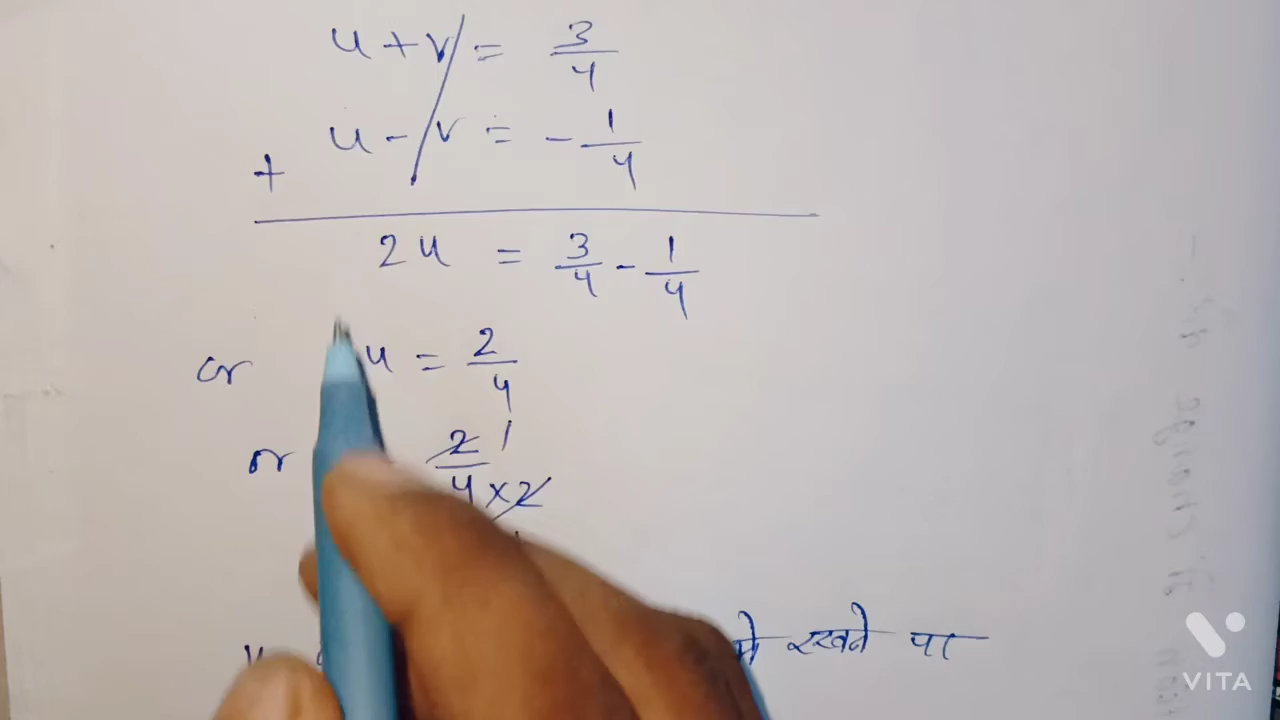 u + v = 3/4
+ u - v = - 1/4
2u = 3/4 - 1/4
or u = 2/4
or 2/4 × 2 1
में रखने पर
VITA